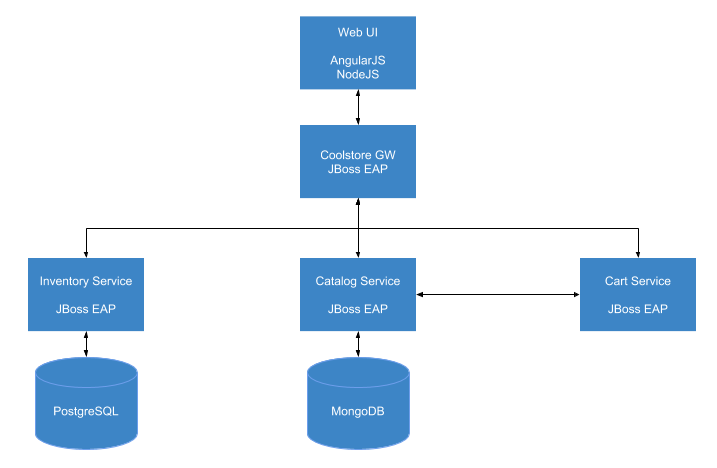 Web UI
AngularJS
NodeJS
Coolstore GW
JBoss EAP
Inventory Service
JBoss EAP
Catalog Service
JBoss EAP
Cart Service
JBoss EAP
PostgreSQL
MongoDB